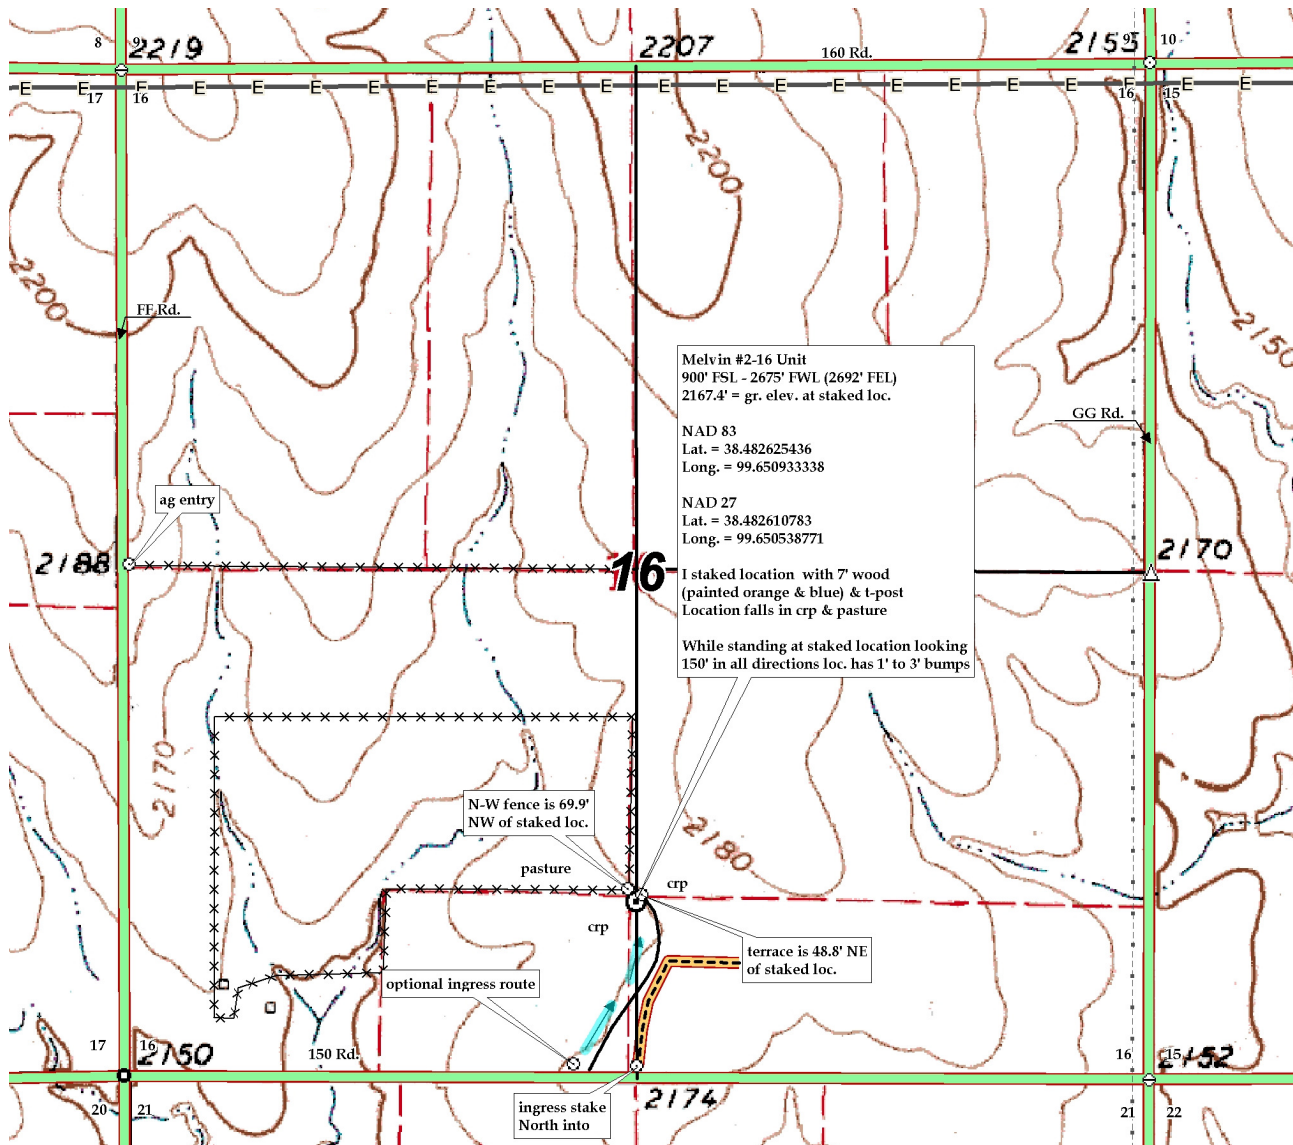 8 9
2219
2207
160 Rd.
2153
9 10
E E E E E E E E E E E E E E E E E E E E E E
17 16
16 15
2200
2200
FF Rd.
2150
Melvin #2-16 Unit
900' FSL - 2675' FWL (2692' FEL)
2167.4' = gr. elev. at staked loc.
NAD 83
Lat. = 38.482625436
Long. = 99.650933338
NAD 27
Lat. = 38.482610783
Long. = 99.650538771
I staked location with 7' wood
(painted orange & blue) & t-post
Location falls in crp & pasture
While standing at staked location looking
150' in all directions loc. has 1' to 3' bumps
GG Rd.
ag entry
2188
16
2170
2170
N-W fence is 69.9'
NW of staked loc.
2180
pasture
crp
crp
terrace is 48.8' NE
of staked loc.
optional ingress route
17 16
2150
150 Rd.
16 15
2152
2174
ingress stake
North into
20 21
21 22